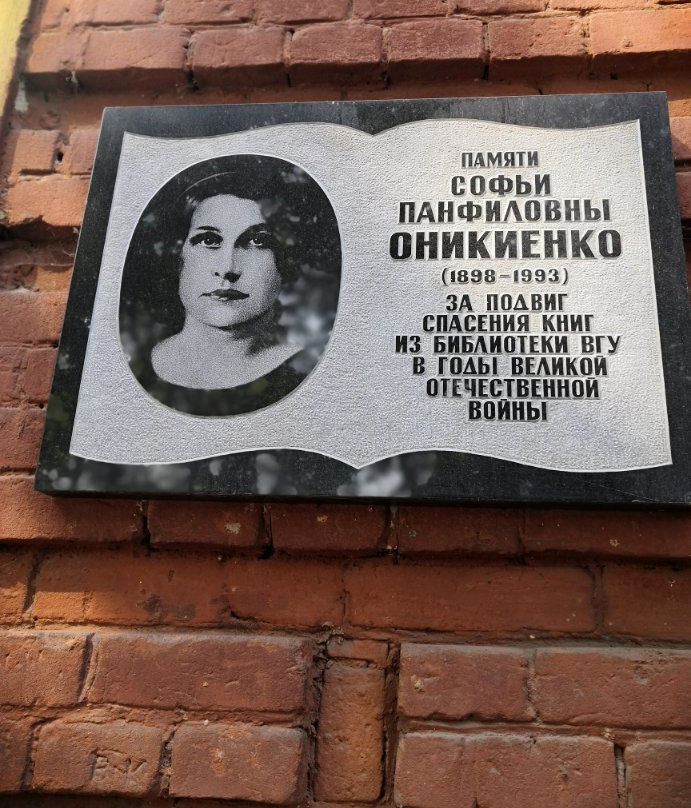 ПАМЯТИ
СОФЬИ
ПАНФИЛОВНЫ
ОНИКИЕНКО
(1898-1993)
ЗА ПОДВИГ
СПАСЕНИЯ КНИГ
ИЗ БИБЛИОТЕКИ ВГУ
В ГОДЫ ВЕЛИКОЙ
ОТЕЧЕСТВЕННОЙ
ВОЙНЫ